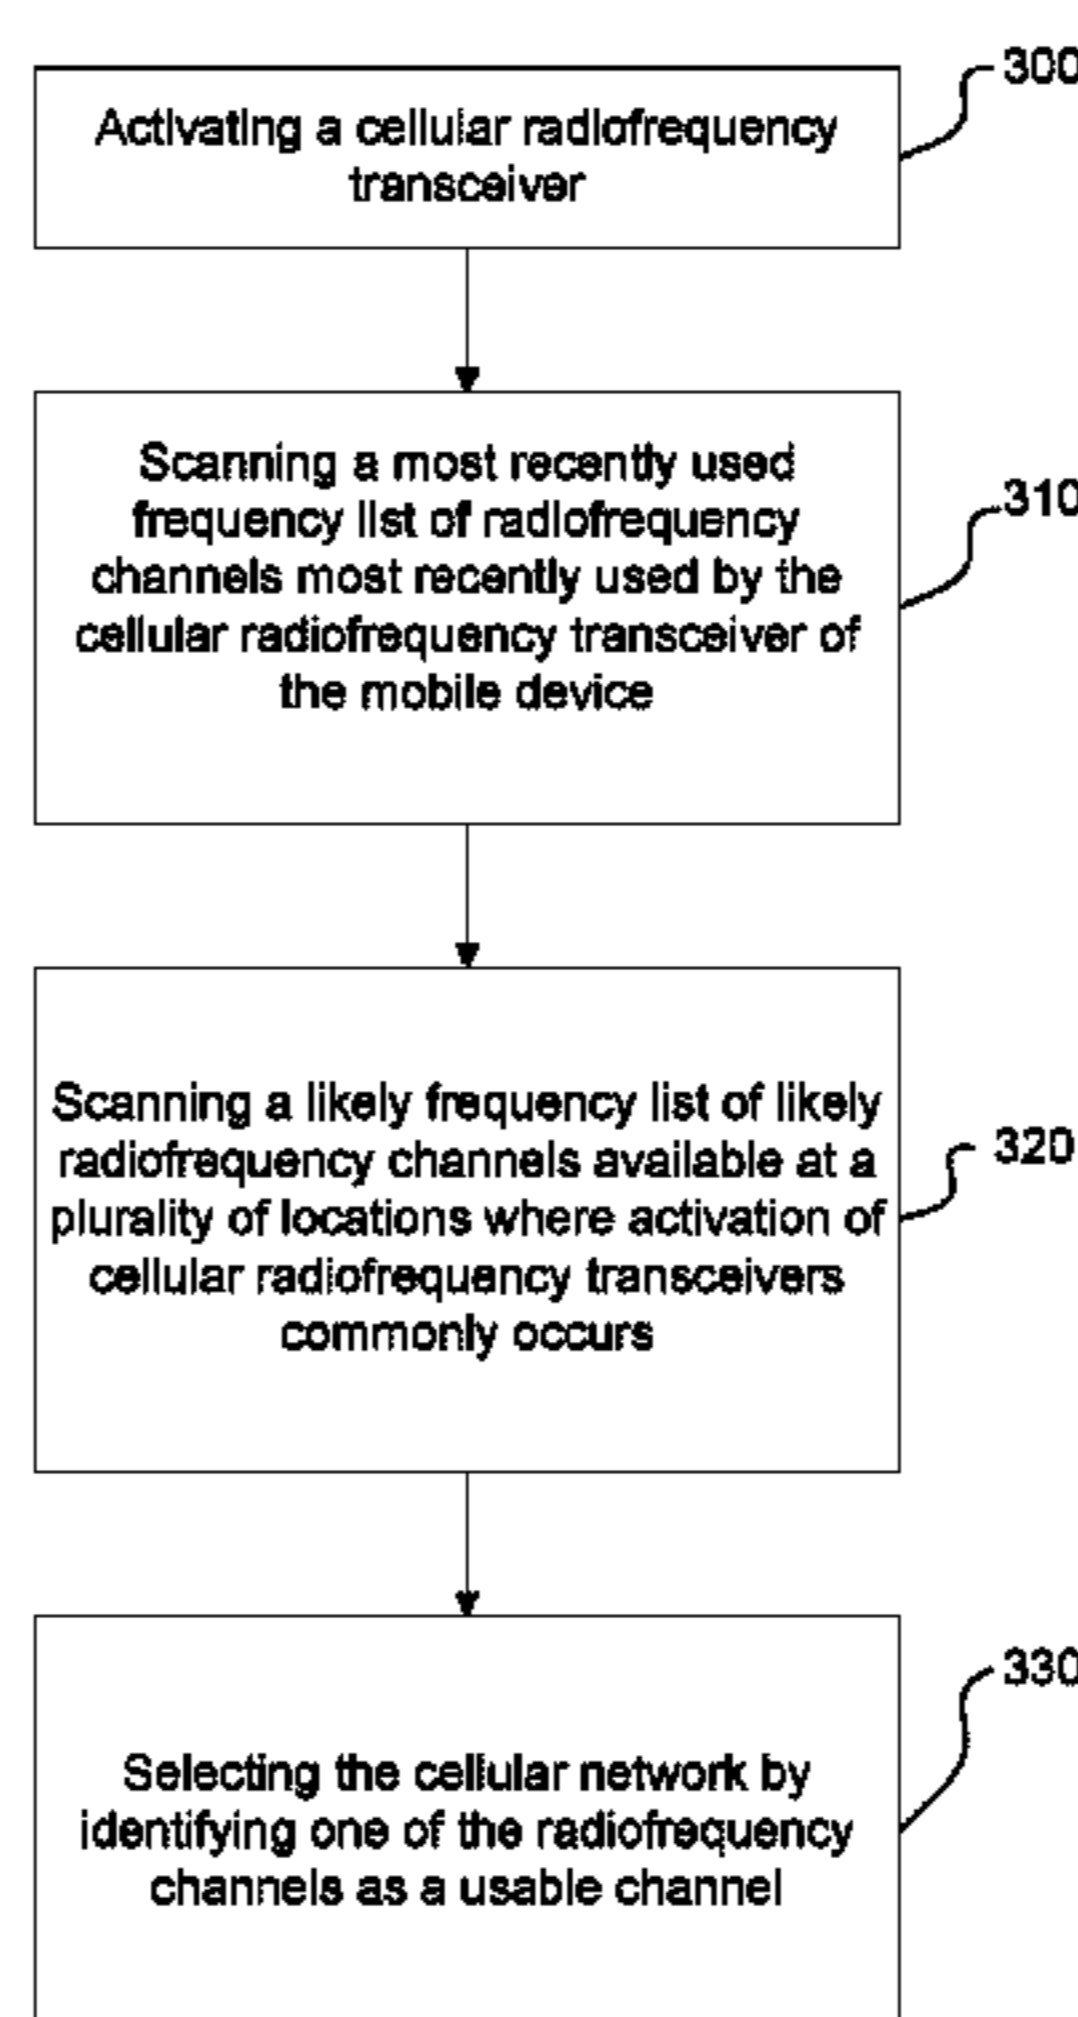 300
Activating a cellular radiofrequency
transceiver
310
Scanning a most recently used
frequency list of radiofrequency
channels most recently used by the
cellular radiofrequency transceiver of
the mobile device
320
Scanning a likely frequency list of likely
radiofrequency channels available at a
plurality of locations where activation of
cellular radiofrequency transceivers
commonly occurs
330
Selecting the cellular network by
identifying one of the radiofrequency
channels as a usable channel